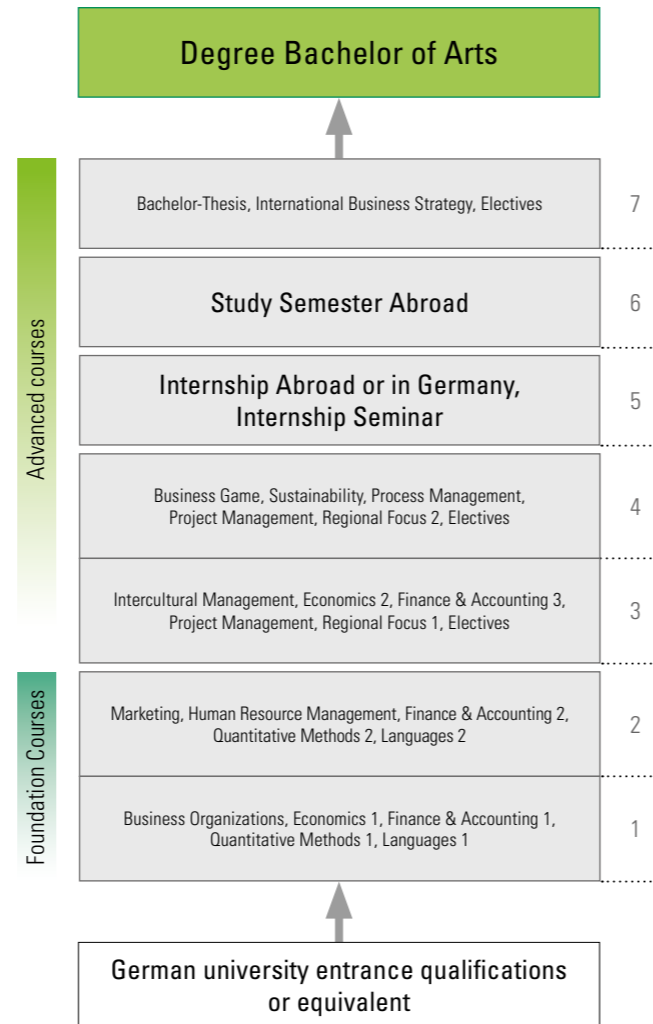 Degree Bachelor of Arts
Advanced courses
Bachelor-Thesis, International Business Strategy, Electives
7
Study Semester Abroad
6
Internship Abroad or in Germany,
Internship Seminar
5
Business Game, Sustainability, Process Management,
Project Management, Regional Focus 2, Electives
4
Intercultural Management, Economics 2, Finance & Accounting 3,
Project Management, Regional Focus 1, Electives
3
Foundation Courses
Marketing, Human Resource Management, Finance & Accounting 2,
Quantitative Methods 2, Languages 2
2
Business Organizations, Economics 1, Finance & Accounting 1,
Quantitative Methods 1, Languages 1
1
German university entrance qualifications
or equivalent